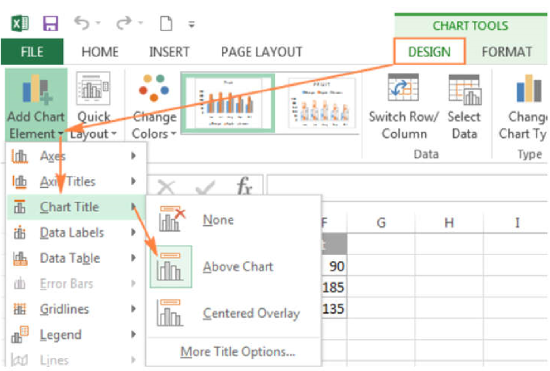 CHART TOOLS
FILE HOME INSERT PAGE LAYOUT DESIGN FORMAT
Add Chart Element
Quick Layout
Change Colors
Switch Row/ Column
Select Data
Chang
Chart Ty
Data
Type
Axes
Axis Titles
Chart Title
Data Labels
Data Table
Error Bars
Gridlines
Legend
Lines
None
Above Chart
Centered Overlay
More Title Options...
fx
F G H I
90
185
135